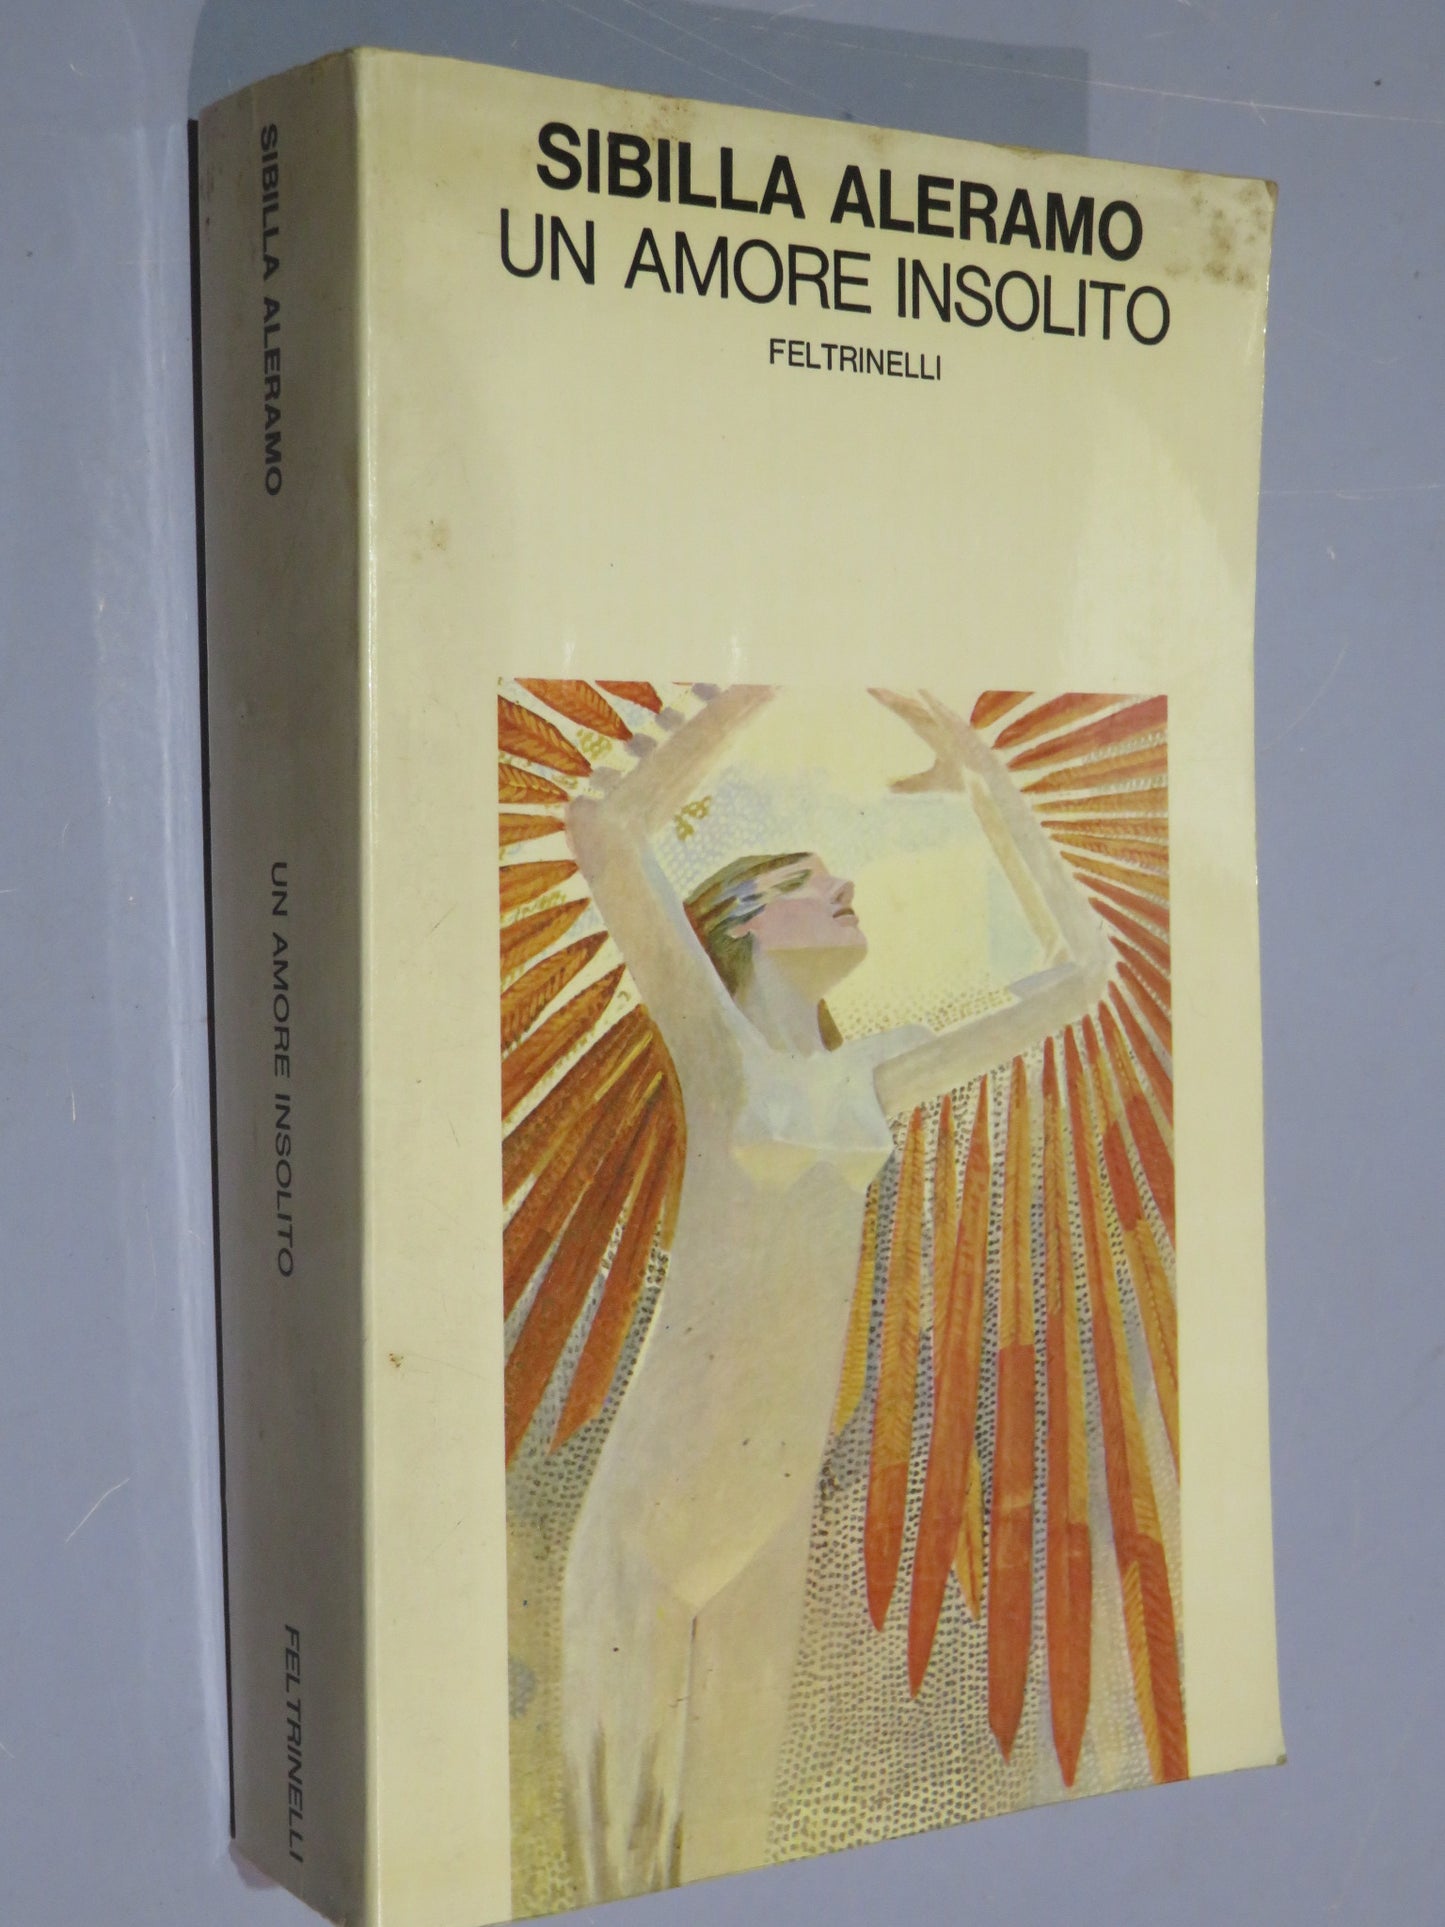 SIBILLA ALERAMO
UN AMORE INSOLITO
FELTRINELLI
SIBILLA ALERAMO
UN AMORE INSOLITO
FELTRINELLI